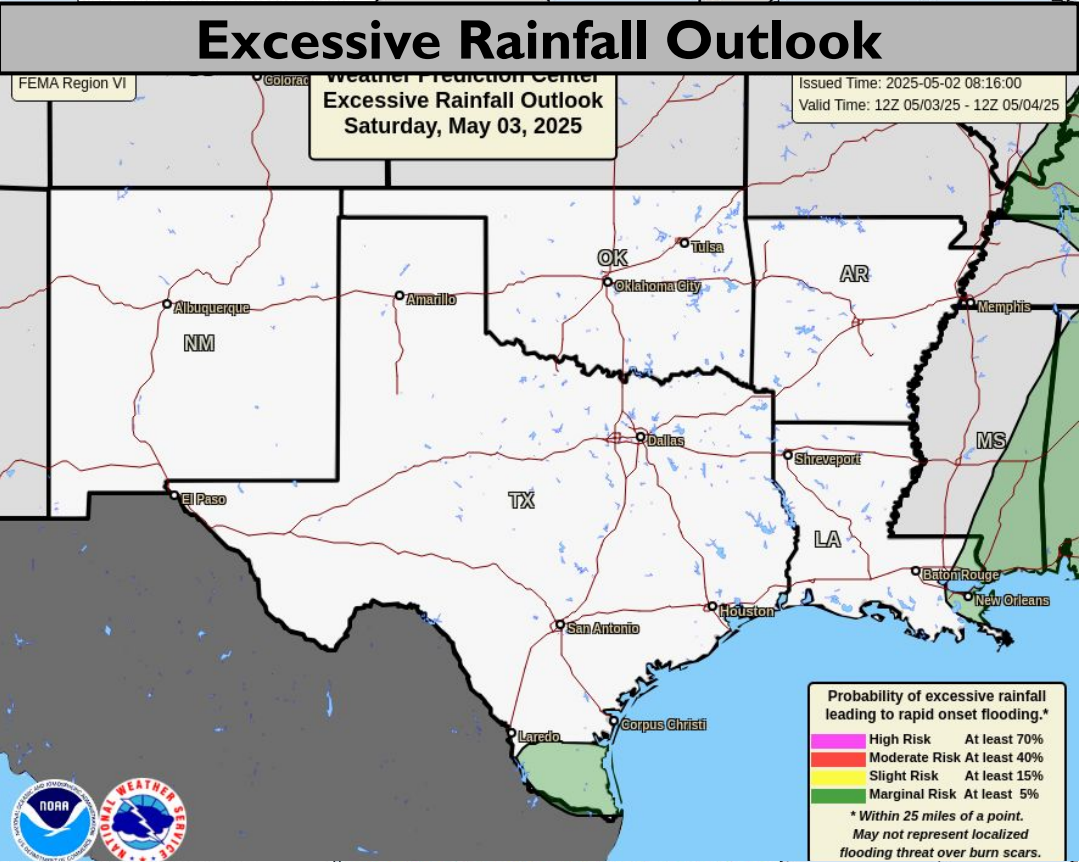 Excessive Rainfall Outlook
FEMA Region VI
Colorad
Weather Prediction Center
Excessive Rainfall Outlook
Saturday, May 03, 2025
Issued Time: 2025-05-02 08:16:00
Valid Time: 12Z 05/03/25 - 12Z 05/04/25
Tulsa
OK
Oklahoma City
AR
Amarillo
Albuquerque
Memphis
NM
Dallas
MS
Shreveport
El Paso
TX
LA
Baton Rouge
New Orleans
Houston
San Antonio
Corpus Christi
Laredo
Probability of excessive rainfall
leading to rapid onset flooding.*
High Risk At least 70%
Moderate Risk At least 40%
Slight Risk At least 15%
Marginal Risk At least 5%
* Within 25 miles of a point.
May not represent localized
flooding threat over burn scars.
NOAA
NATIONAL WEATHER SERVICE